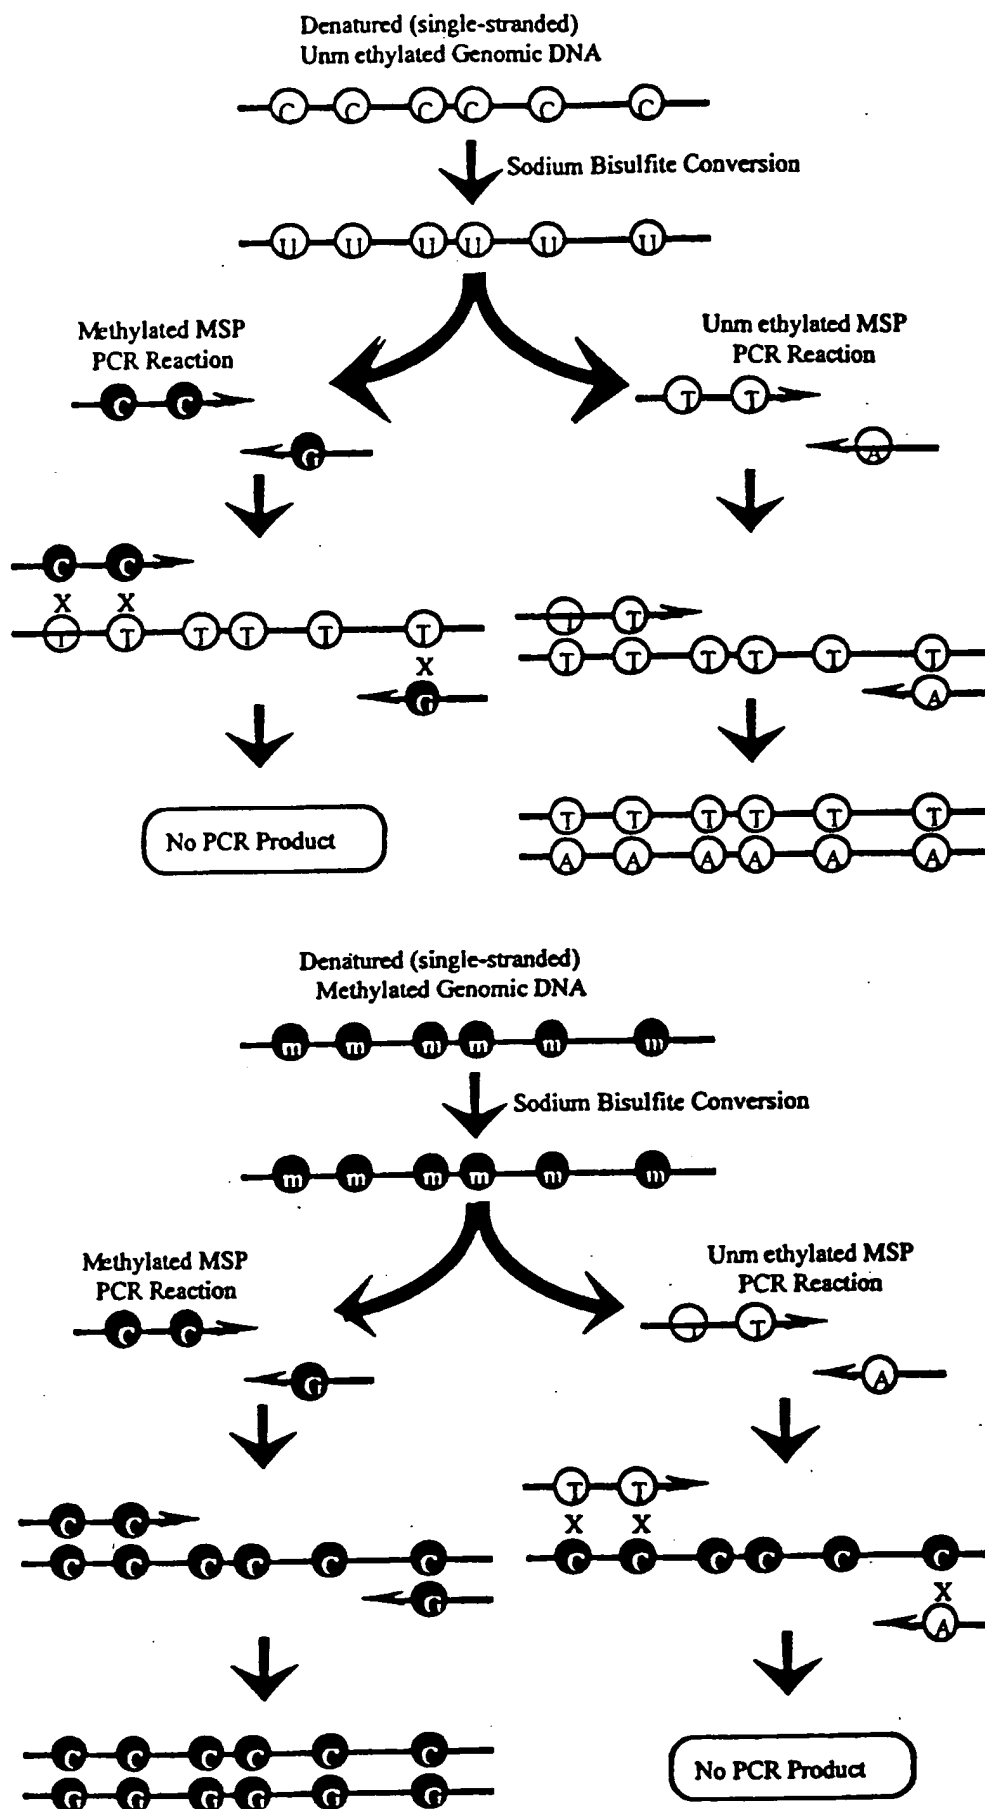 Denatured (single-stranded)
Unm ethylated Genomic DNA
C C C C C C
Sodium Bisulfite Conversion
U U U U U U
Methylated MSP
PCR Reaction
Unm ethylated MSP
PCR Reaction
C C
T T
G
A
C C
X X
T T T T T T
X
G
T T
T T T T T T
A
No PCR Product
T T T T T T
A A A A A A
Denatured (single-stranded)
Methylated Genomic DNA
m m m m m m
Sodium Bisulfite Conversion
m m m m m m
Methylated MSP
PCR Reaction
Unm ethylated MSP
PCR Reaction
C C
T T
G
A
C C
C C C C C C
G
T T
X X
C C C C C C
X
A
C C C C C C
G G G G G G
No PCR Product